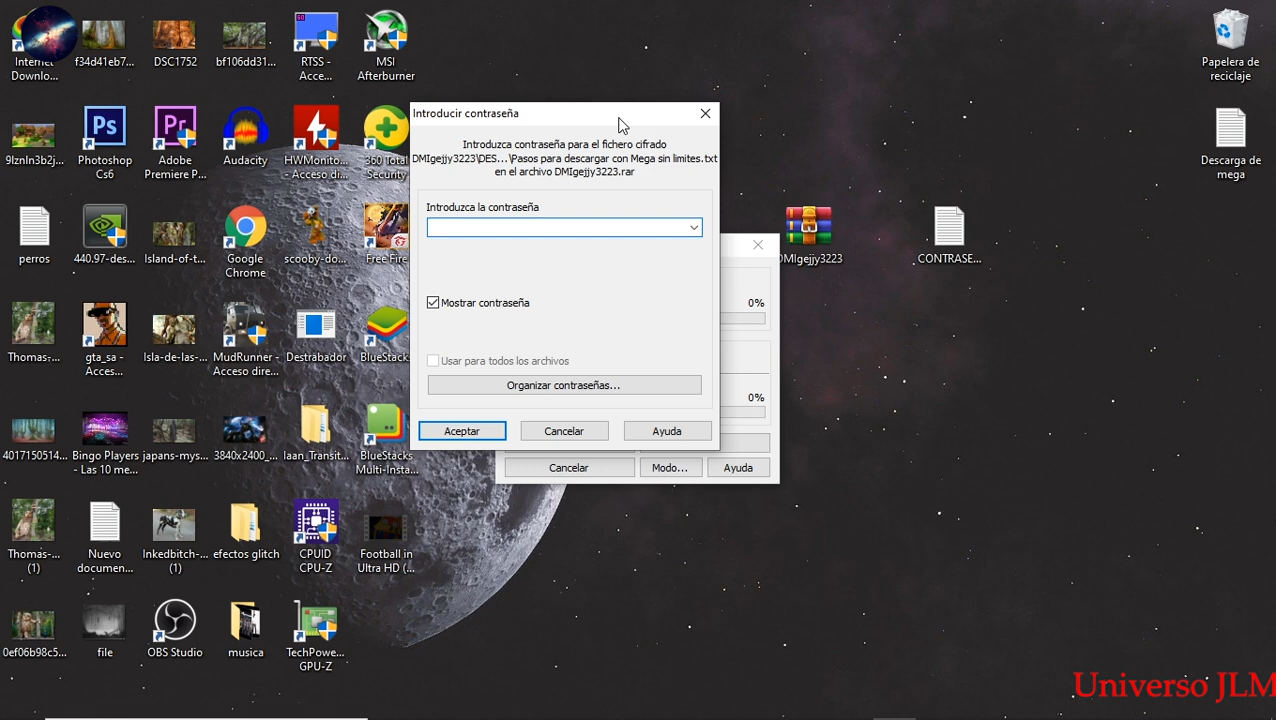 Internet
Downlo...
f34d41eb7...
DSC1752
bf106dd31...
RTSS -
Acce...
MSI
Afterburner
Papelera de
reciclaje
Introducir contraseña
Introduzca contraseña para el fichero cifrado
DMIgejjy3223\DES...\Pasos para descargar con Mega sin limites.txt
en el archivo DMIgejjy3223.rar
Introduzca la contraseña
Mostrar contraseña
Usar para todos los archivos
Organizar contraseñas...
Aceptar
Cancelar
Ayuda
0%
0%
Cancelar
Modo...
Ayuda
9lznIn3b2j...
Ps
Photoshop
Cs6
Pr
Adobe
Premiere P...
Audacity
HWMonito...
- Acceso di...
360 Total
Security
Descarga de
mega
perros
440.97-des...
Island-of-t...
Google
Chrome
scooby-do...
Free Fire
DMIgejjy3223
CONTRASE...
Thomas-...
gta_sa -
Acces...
Isla-de-las-...
MudRunner -
Acceso dire...
Destrabador
BlueStacks
4017150514...
Bingo Players
- Las 10 me...
japans-mys...
3840x2400_...
laan_Transit...
BlueStacks
Multi-Insta...
Thomas-...
(1)
Nuevo
documen...
Inkedbitch-...
(1)
efectos glitch
CPUID
CPU-Z
Football in
Ultra HD (...
0ef06b98c5...
file
OBS Studio
musica
TechPowe...
GPU-Z
Universo JLM